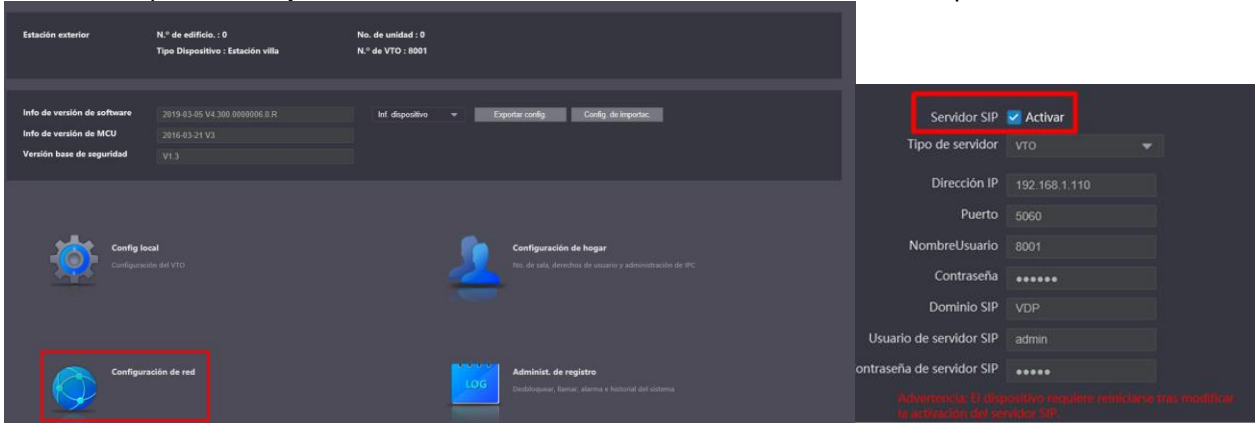 Estación exterior N.º de edificio. : 0 No. de unidad : 0
Tipo Dispositivo : Estación villa N.º de VTO : 8001
Info de versión de software 2019-03-05 V4.300.0000006.0.R Inf. dispositivo Exportar config. Config. de importac.
Info de versión de MCU 2016-03-21 V3
Versión base de seguridad V1.3
Config local
Configuración del VTO
Configuración de hogar
No. de sala, derechos de usuario y administración de IPC
Configuración de red
LOG
Administ. de registro
Desbloquear, llamar, alarma e historial del sistema
Servidor SIP Activar
Tipo de servidor VTO
Dirección IP 192.168.1.110
Puerto 5060
NombreUsuario 8001
Contraseña ●●●●●●
Dominio SIP VDP
Usuario de servidor SIP admin
ontraseña de servidor SIP ●●●●●
Advertencia: El dispositivo requiere reiniciarse tras modificar
la activación del servidor SIP.